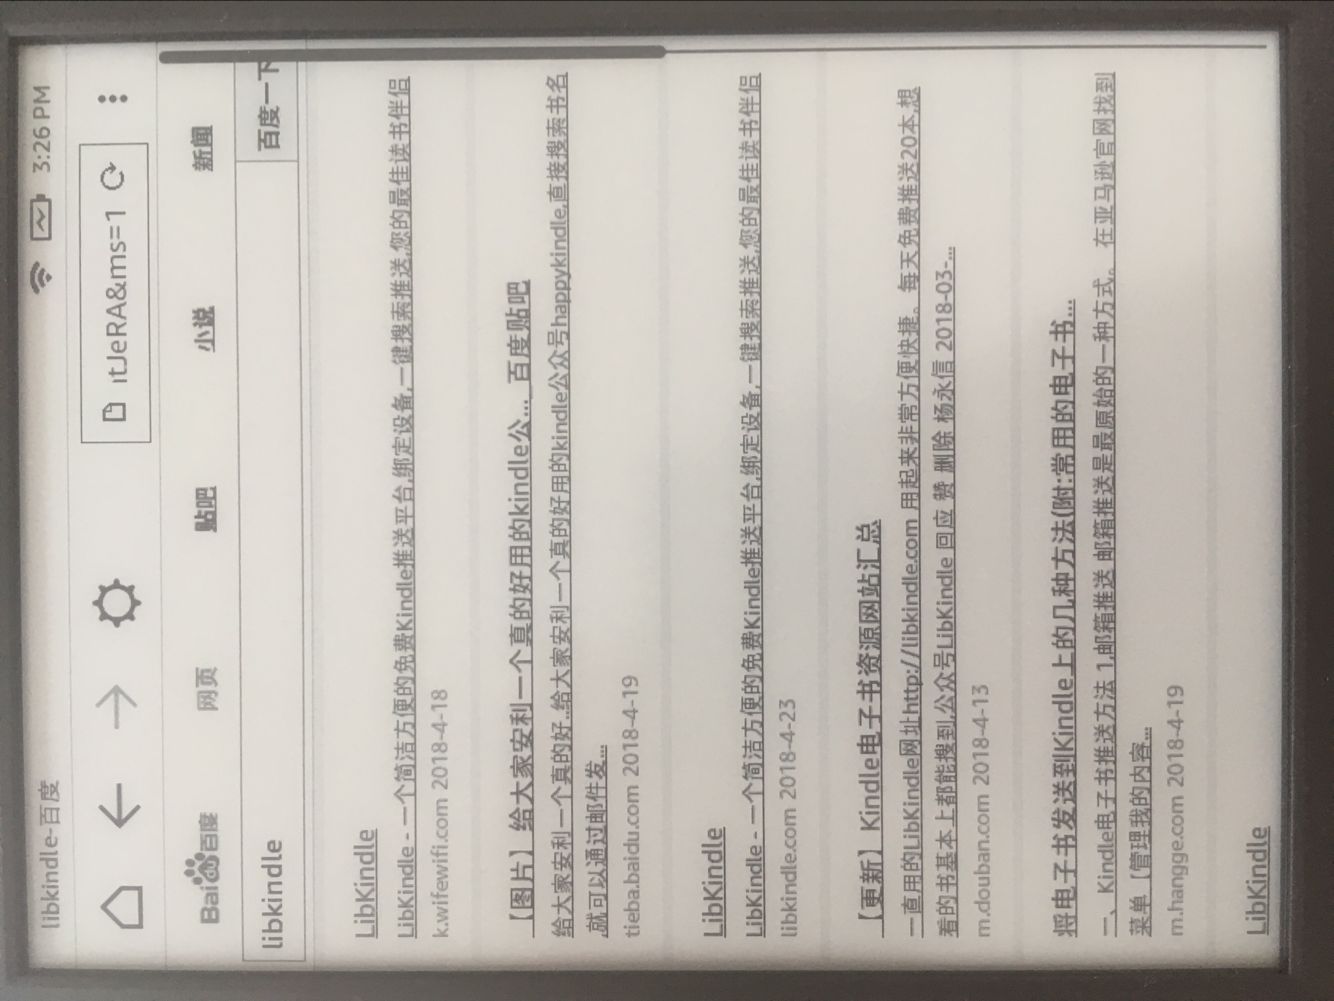 libkindle-百度
3:26 PM
ıtJeRA&ms=1
Bai du 百度 网页 贴吧 小说 新闻
libkindle 百度一下
LibKindle
LibKindle - 一个简洁方便的免费Kindle推送平台,绑定设备,一键搜索推送,您的最佳读书伴侣
k.wifewifi.com 2018-4-18
【图片】给大家安利一个真的好用的kindle公..._百度贴吧
给大家安利一个真的好..给大家安利一个真的好用的kindle公众号happykindle,直接搜索书名
,就可以通过邮件发...
tieba.baidu.com 2018-4-19
LibKindle
LibKindle - 一个简洁方便的免费Kindle推送平台,绑定设备,一键搜索推送,您的最佳读书伴侣
libkindle.com 2018-4-23
【更新】Kindle电子书资源网站汇总
一直用的LibKindle网址http://libkindle.com 用起来非常方便快捷。每天免费推送20本,想
看的书基本上都能搜到,公众号LibKindle 回应 赞 删除 杨永信 2018-03-...
m.douban.com 2018-4-13
将电子书发送到Kindle上的几种方法(附:常用的电子书...
一、Kindle电子书推送方法 1,邮箱推送 邮箱推送是最原始的一种方式。 在亚马逊官网找到
菜单【管理我的内容...
m.hangge.com 2018-4-19
LibKindle